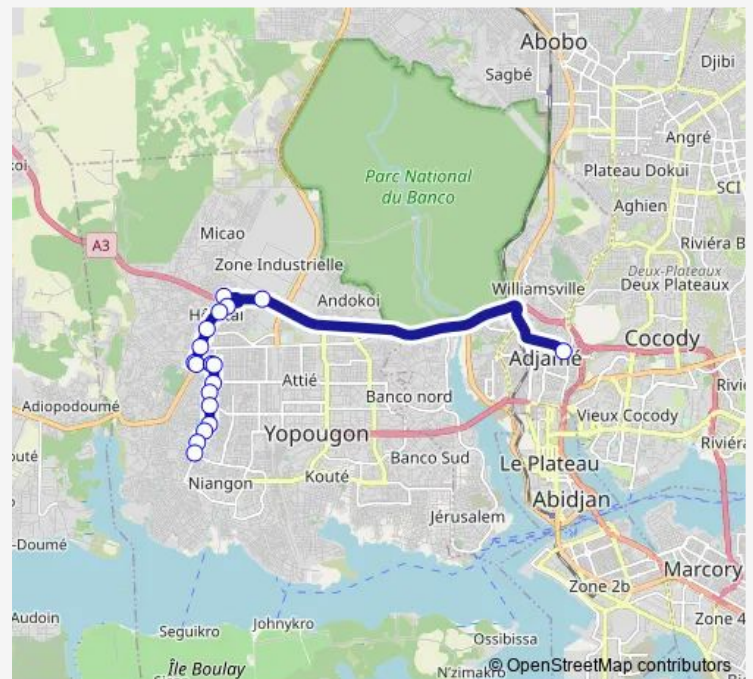 Abobo
Sagbé
Djibi
Angré
Plateau Dokui
SCI
Parc National
du Banco
Aghien
Micao
Riviéra B
A3
Zone Industrielle
Deux-Plateaux
Deux Plateaux
Williamsville
Andokoi
Cocody
Adjamé
Attié
Banco nord
Adiopodoumé
Vieux Cocody
Yopougon
Riviéra
Banco Sud
Le Plateau
Kouté
Niangon
Abidjan
Jérusalem
-Doumé
Marcory
Zone 2b
Audoin
Johnykro
Zone 4
Seguikro
Ossibissa
Île Boulay
N'zimakro
© OpenStreetMap contributors